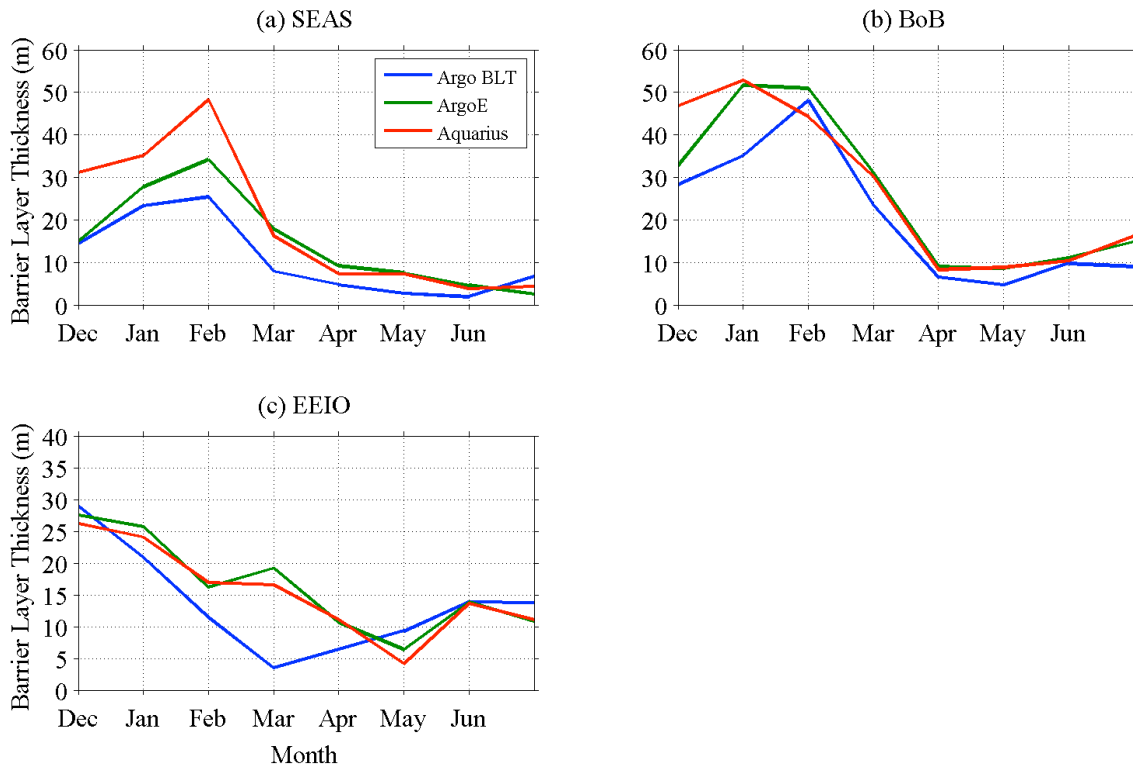 (a) SEAS
Barrier Layer Thickness (m)
60
50
40
30
20
10
0
Dec Jan Feb Mar Apr May Jun
Argo BLT
ArgoE
Aquarius
(b) BoB
Barrier Layer Thickness (m)
60
50
40
30
20
10
0
Dec Jan Feb Mar Apr May Jun
(c) EEIO
Barrier Layer Thickness (m)
40
35
30
25
20
15
10
5
0
Dec Jan Feb Mar Apr May Jun
Month